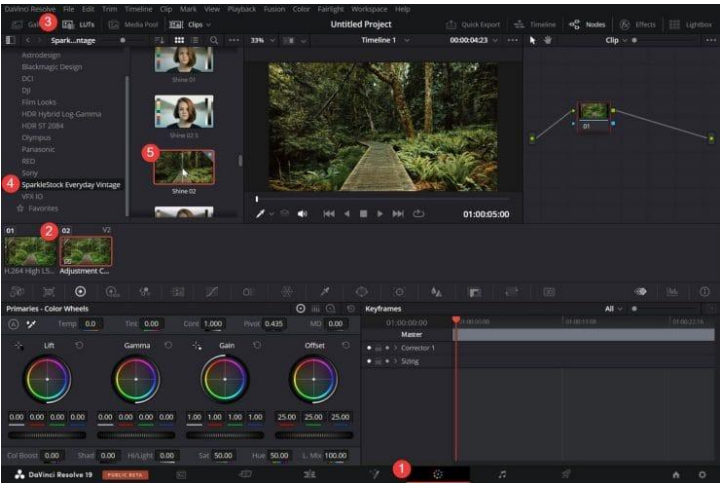 DaVinci Resolve File Edit Trim Timeline Clip Mark View Playback Fusion Color Fairlight Workspace Help
3 LUTs Media Pool Clips Untitled Project Quick Export Timeline Nodes Effects Lightbox
Spark...ntage 33% Timeline 1 00:00:04:23 Clip
Astrodesign
Blackmagic Design
DCI
DJI
Film Looks
HDR Hybrid Log-Gamma
HDR ST 2084
Olympus
Panasonic
RED
Sony
4 SparkleStock Everyday Vintage
VFX IO
Favorites
Shine 01
Shine 02 S
5
Shine 02
01
01:00:05:00
01 2 02 V2
H.264 High L5... Adjustment C...
Primaries - Color Wheels
Temp 0.0 Tint 0.00 Cont 1.000 Pivot 0.435 MD 0.00
Lift Gamma Gain Offset
0.00 0.00 0.00 0.00 0.00 0.00 0.00 0.00 1.00 1.00 1.00 1.00 25.00 25.00 25.00
Col Boost 0.00 Shad 0.00 Hi/Light 0.00 Sat 50.00 Hue 50.00 L. Mix 100.00
Keyframes All
01:00:00:00
Master
Corrector 1
Sizing
DaVinci Resolve 19 PUBLIC BETA 1